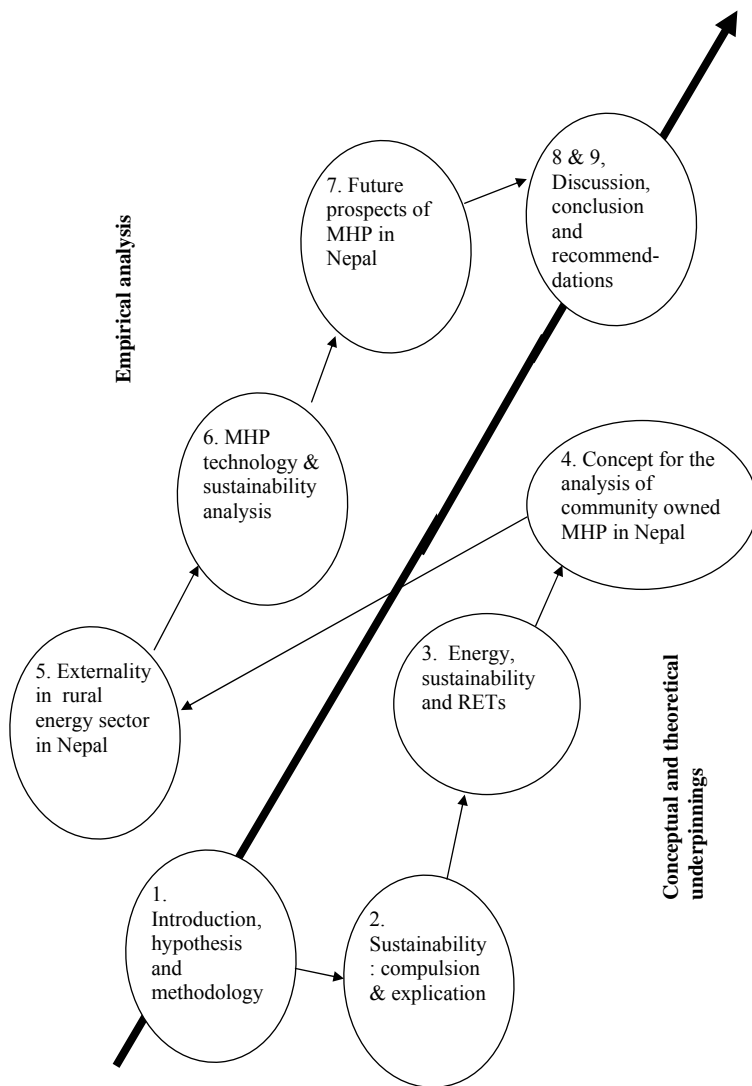 8 & 9,
Discussion,
conclusion
and
recommend-
dations
7. Future
prospects of
MHP in
Nepal
Empirical analysis
6. MHP
technology &
sustainability
analysis
4. Concept for the
analysis of
community owned
MHP in Nepal
5. Externality
in rural
energy sector
in Nepal
3. Energy,
sustainability
and RETs
Conceptual and theoretical
underpinnings
1.
Introduction,
hypothesis
and
methodology
2.
Sustainability
: compulsion
& explication